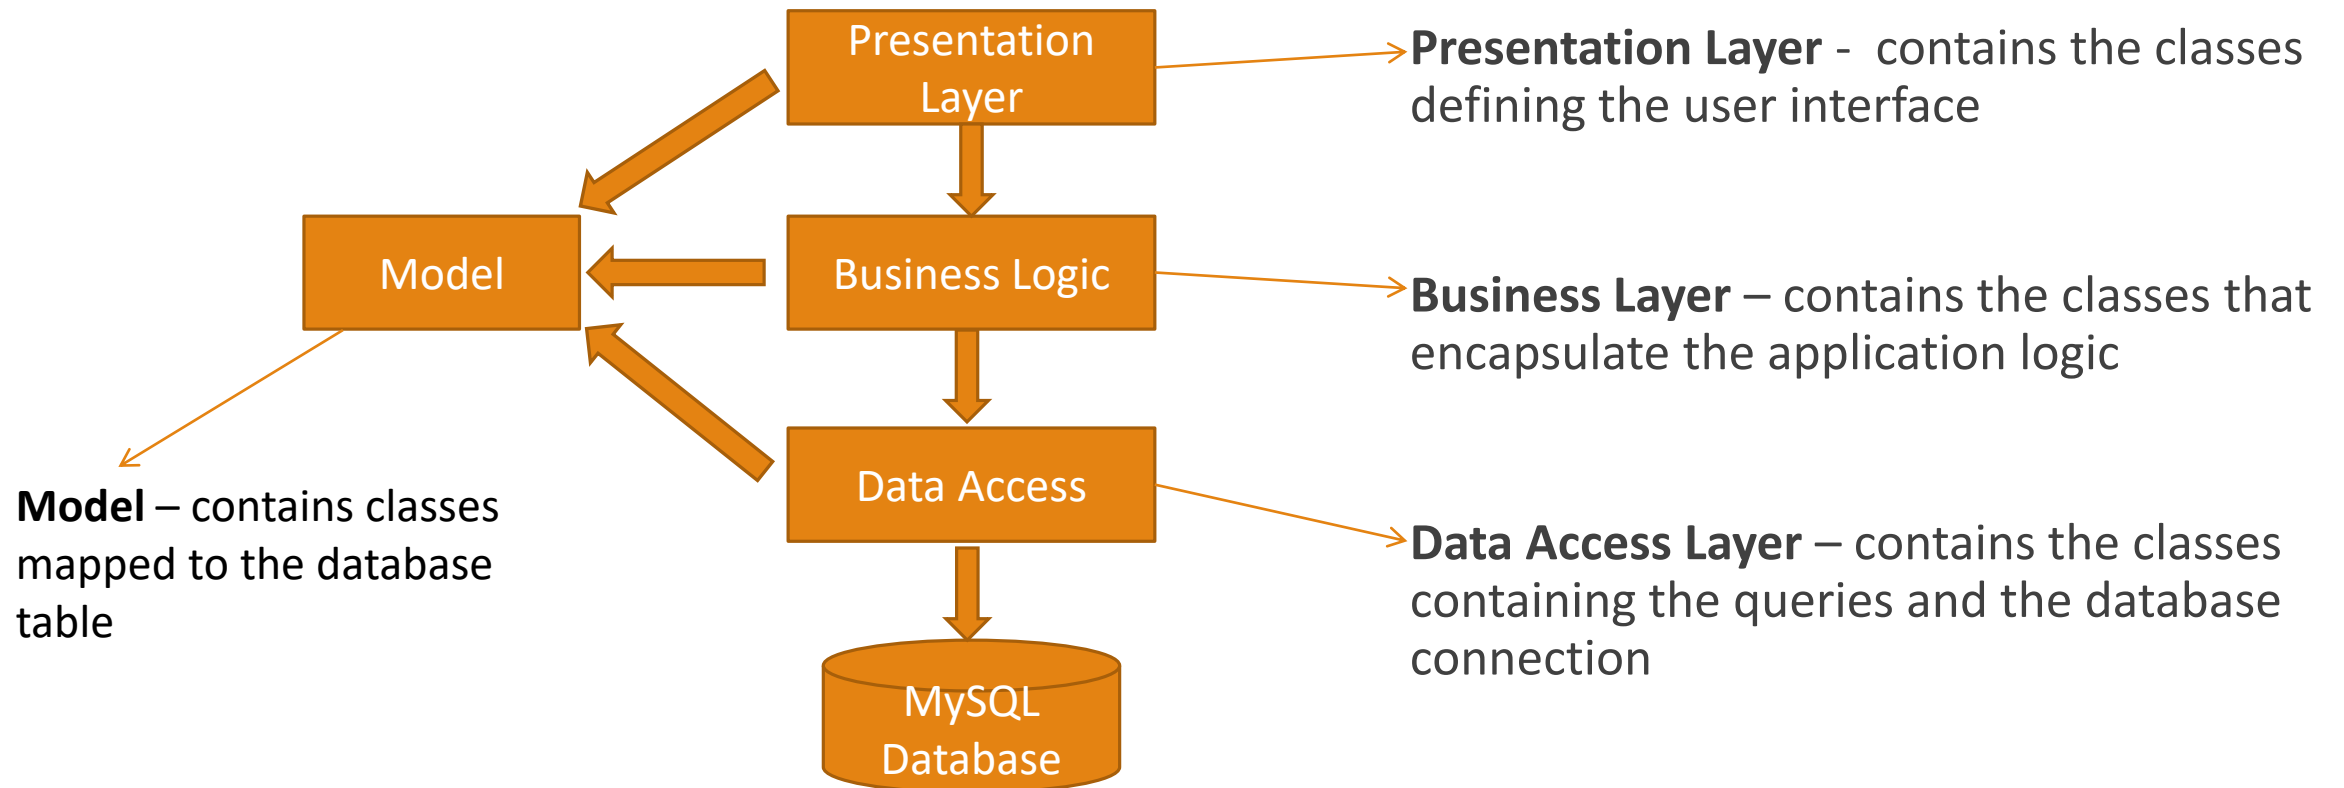 Presentation
Layer
Presentation Layer -  contains the classes
defining the user interface
Model
Business Logic
Business Layer – contains the classes that
encapsulate the application logic
Data Access
Model – contains classes
mapped to the database
table
Data Access Layer – contains the classes
containing the queries and the database
connection
MySQL
Database